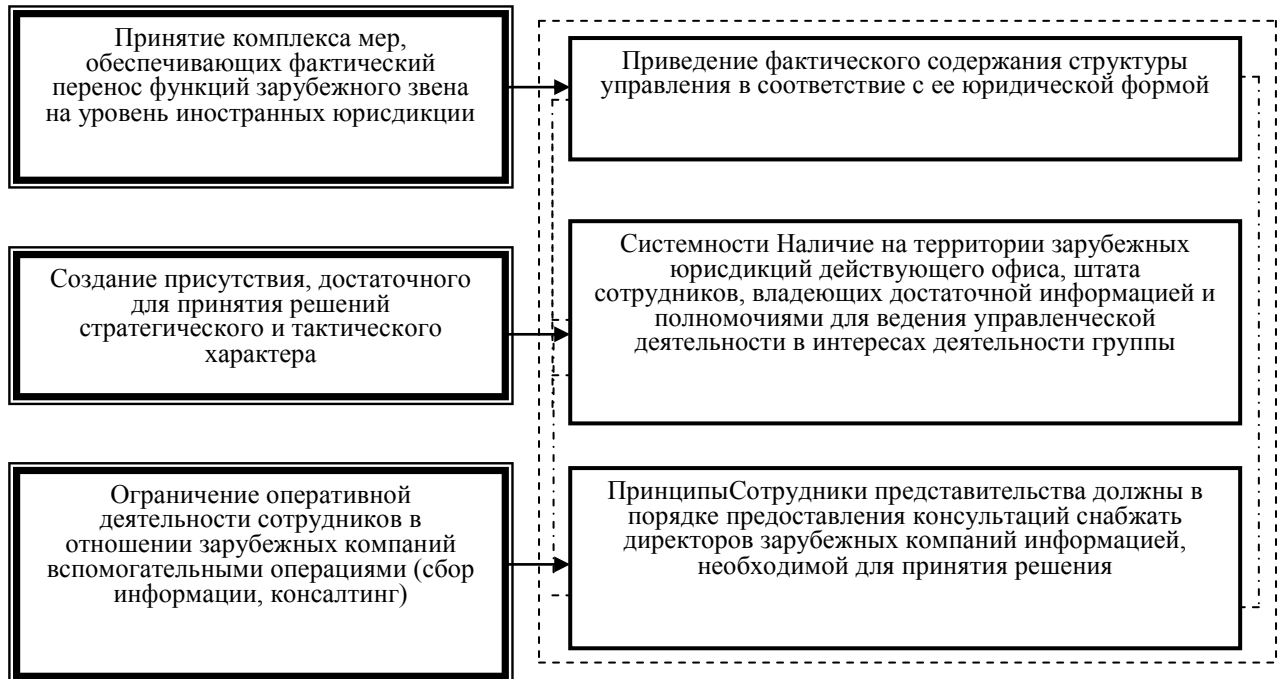 Принятие комплекса мер,
обеспечивающих фактический
перенос функций зарубежного звена
на уровень иностранных юрисдикции
Приведение фактического содержания структуры
управления в соответствие с ее юридической формой
Создание присутствия, достаточного
для принятия решений
стратегического и тактического
характера
Системности Наличие на территории зарубежных
юрисдикций действующего офиса, штата
сотрудников, владеющих достаточной информацией и
полномочиями для ведения управленческой
деятельности в интересах деятельности группы
Ограничение оперативной
деятельности сотрудников в
отношении зарубежных компаний
вспомогательными операциями (сбор
информации, консалтинг)
ПринципыСотрудники представительства должны в
порядке предоставления консультаций снабжать
директоров зарубежных компаний информацией,
необходимой для принятия решения